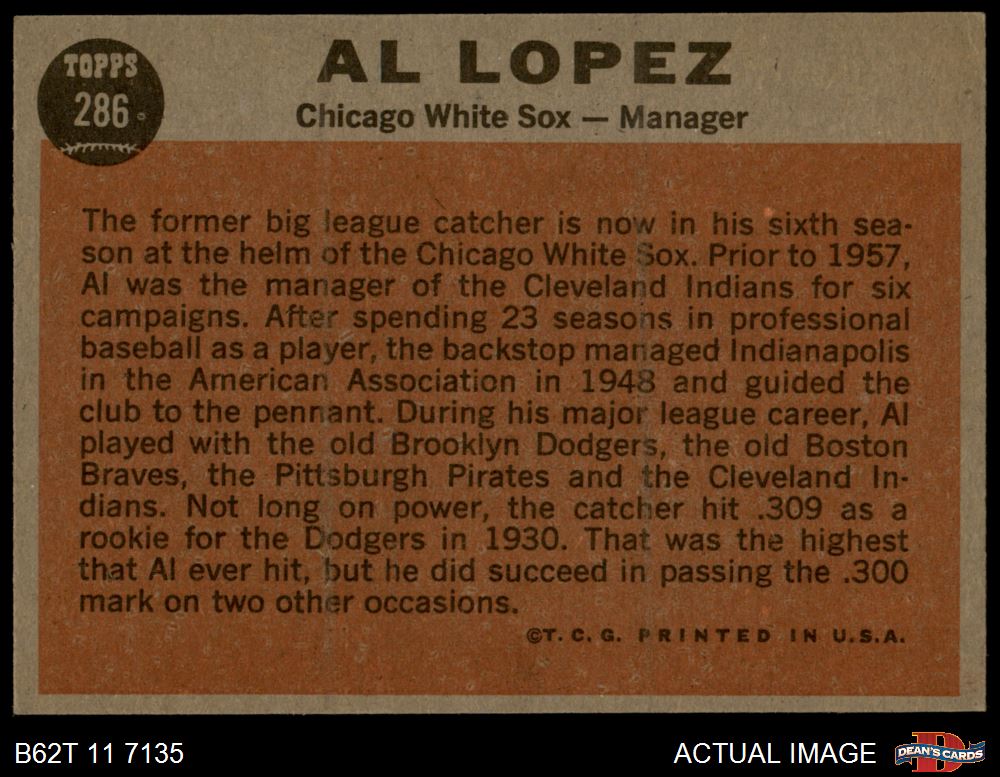 TOPPS
286
AL LOPEZ
Chicago White Sox — Manager
The former big league catcher is now in his sixth sea-
son at the helm of the Chicago White Sox. Prior to 1957,
Al was the manager of the Cleveland Indians for six
campaigns. After spending 23 seasons in professional
baseball as a player, the backstop managed Indianapolis
in the American Association in 1948 and guided the
club to the pennant. During his major league career, Al
played with the old Brooklyn Dodgers, the old Boston
Braves, the Pittsburgh Pirates and the Cleveland In-
dians. Not long on power, the catcher hit .309 as a
rookie for the Dodgers in 1930. That was the highest
that Al ever hit, but he did succeed in passing the .300
mark on two other occasions.
©T. C. G. PRINTED IN U.S.A.
B62T 11 7135
ACTUAL IMAGE
D
DEAN'S CARDS